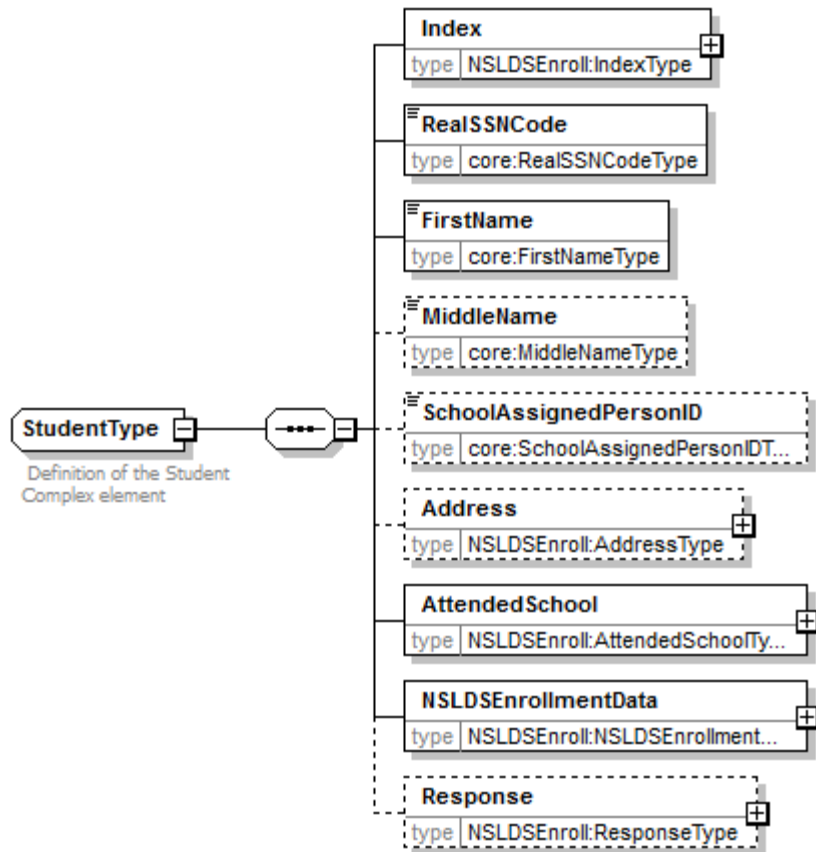 Index
type NSLDSEnroll:IndexType
RealSSNCode
type core:RealSSNCodeType
FirstName
type core:FirstNameType
MiddleName
type core:MiddleNameType
StudentType
Definition of the Student
Complex element
SchoolAssignedPersonID
type core:SchoolAssignedPersonIDT...
Address
type NSLDSEnroll:AddressType
AttendedSchool
type NSLDSEnroll:AttendedSchoolTy...
NSLDSEnrollmentData
type NSLDSEnroll:NSLDSEnrollment...
Response
type NSLDSEnroll:ResponseType